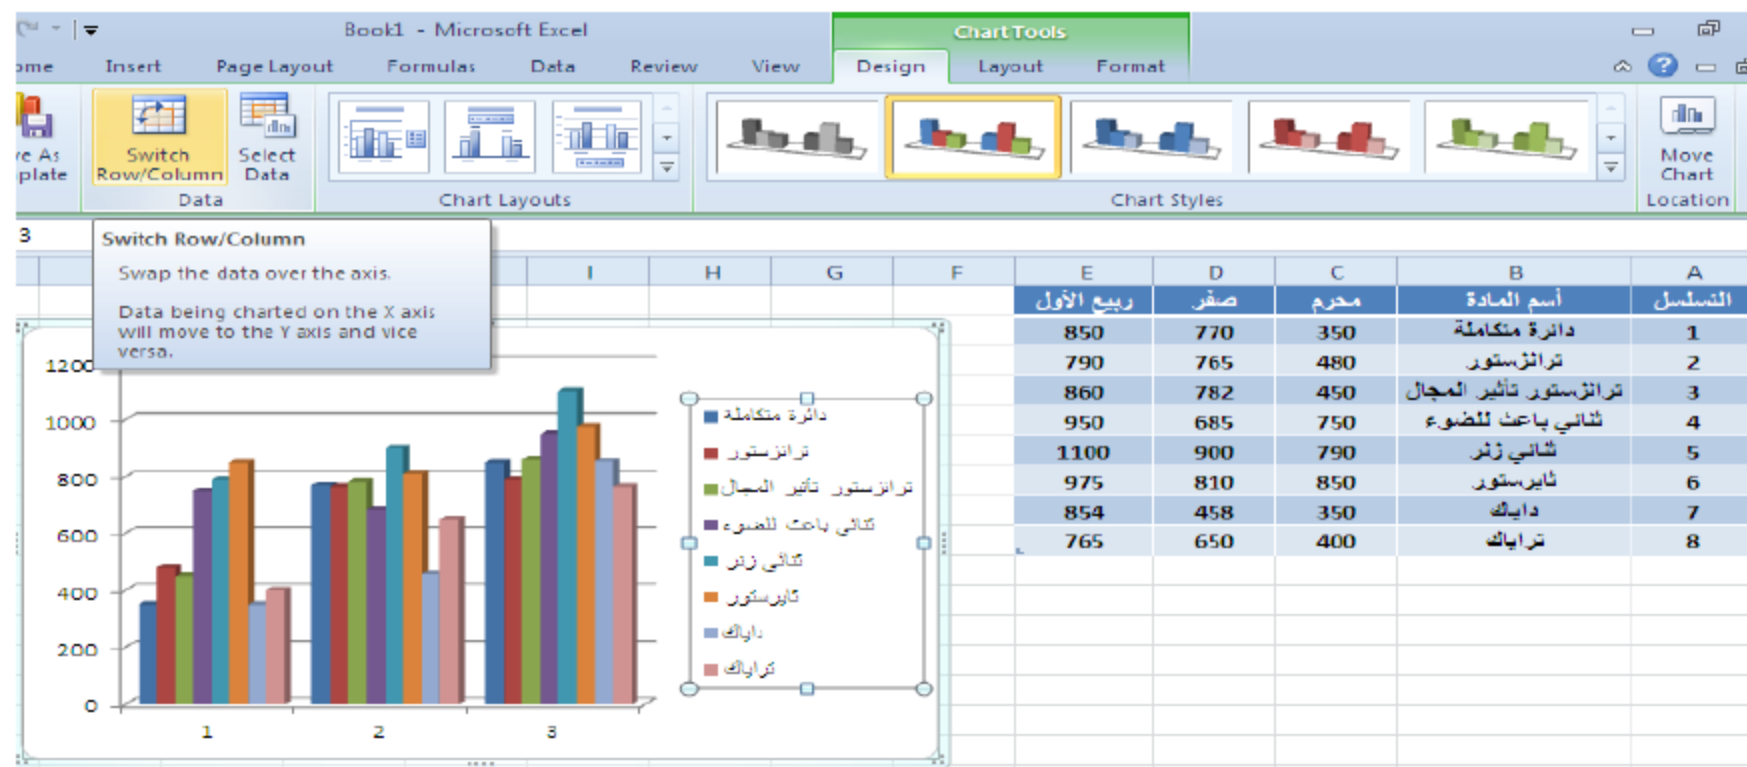 Book1 - Microsoft Excel
Chart Tools
Insert Page Layout Formulas Data Review View Design Layout Format
Switch Row/Column
Select Data
Move Chart
Data
Chart Layouts
Chart Styles
Location
3
Switch Row/Column
Swap the data over the axis.
Data being charted on the X axis
will move to the Y axis and vice
versa.
I H G F E D C B A
التسلسل أسم المادة محرم صفر ربيع الأول
1 دائرة متكاملة 350 770 850
2 ترانزستور 480 765 790
3 ترانزستور تأثير المجال 450 782 860
4 ثنائي باعث للضوء 750 685 950
5 ثنائي زنر 790 900 1100
6 ثايرستور 850 810 975
7 داياك 350 458 854
8 ترياك 400 650 765
1200
1000
800
600
400
200
0
1 2 3
دائرة متكاملة
ترانزستور
ترانزستور تأثير المجال
ثنائي باعث للضوء
ثنائي زنر
ثايرستور
داياك
تراياك